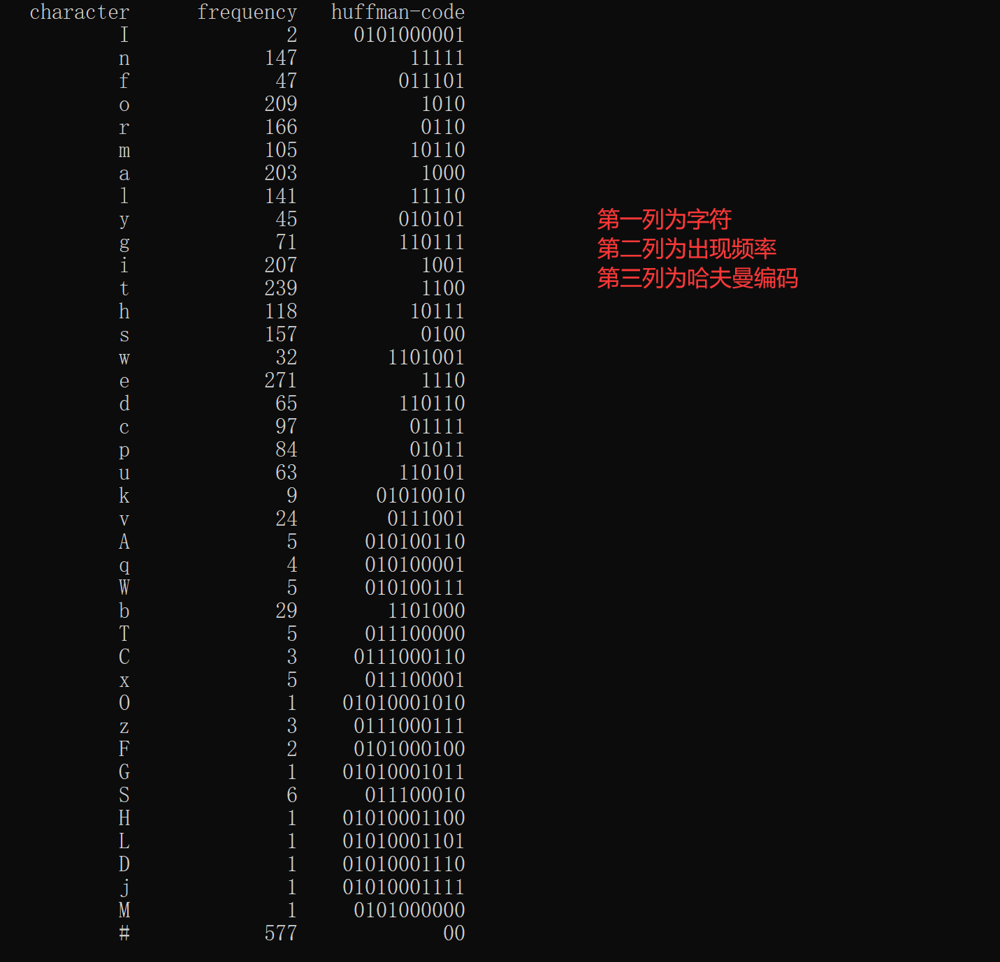 character frequency huffman-code
I 2 0101000001
n 147 11111
f 47 011101
o 209 1010
r 166 0110
m 105 10110
a 203 1000
l 141 11110
y 45 010101
g 71 110111
i 207 1001
t 239 1100
h 118 10111
s 157 0100
w 32 1101001
e 271 1110
d 65 110110
c 97 01111
p 84 01011
u 63 110101
k 9 01010010
v 24 0111001
A 5 010100110
q 4 010100001
W 5 010100111
b 29 1101000
T 5 011100000
C 3 0111000110
x 5 011100001
O 1 01010001010
z 3 0111000111
F 2 0101000100
G 1 01010001011
S 6 011100010
H 1 01010001100
L 1 01010001101
D 1 01010001110
j 1 01010001111
M 1 0101000000
# 577 00
第一列为字符
第二列为出现频率
第三列为哈夫曼编码